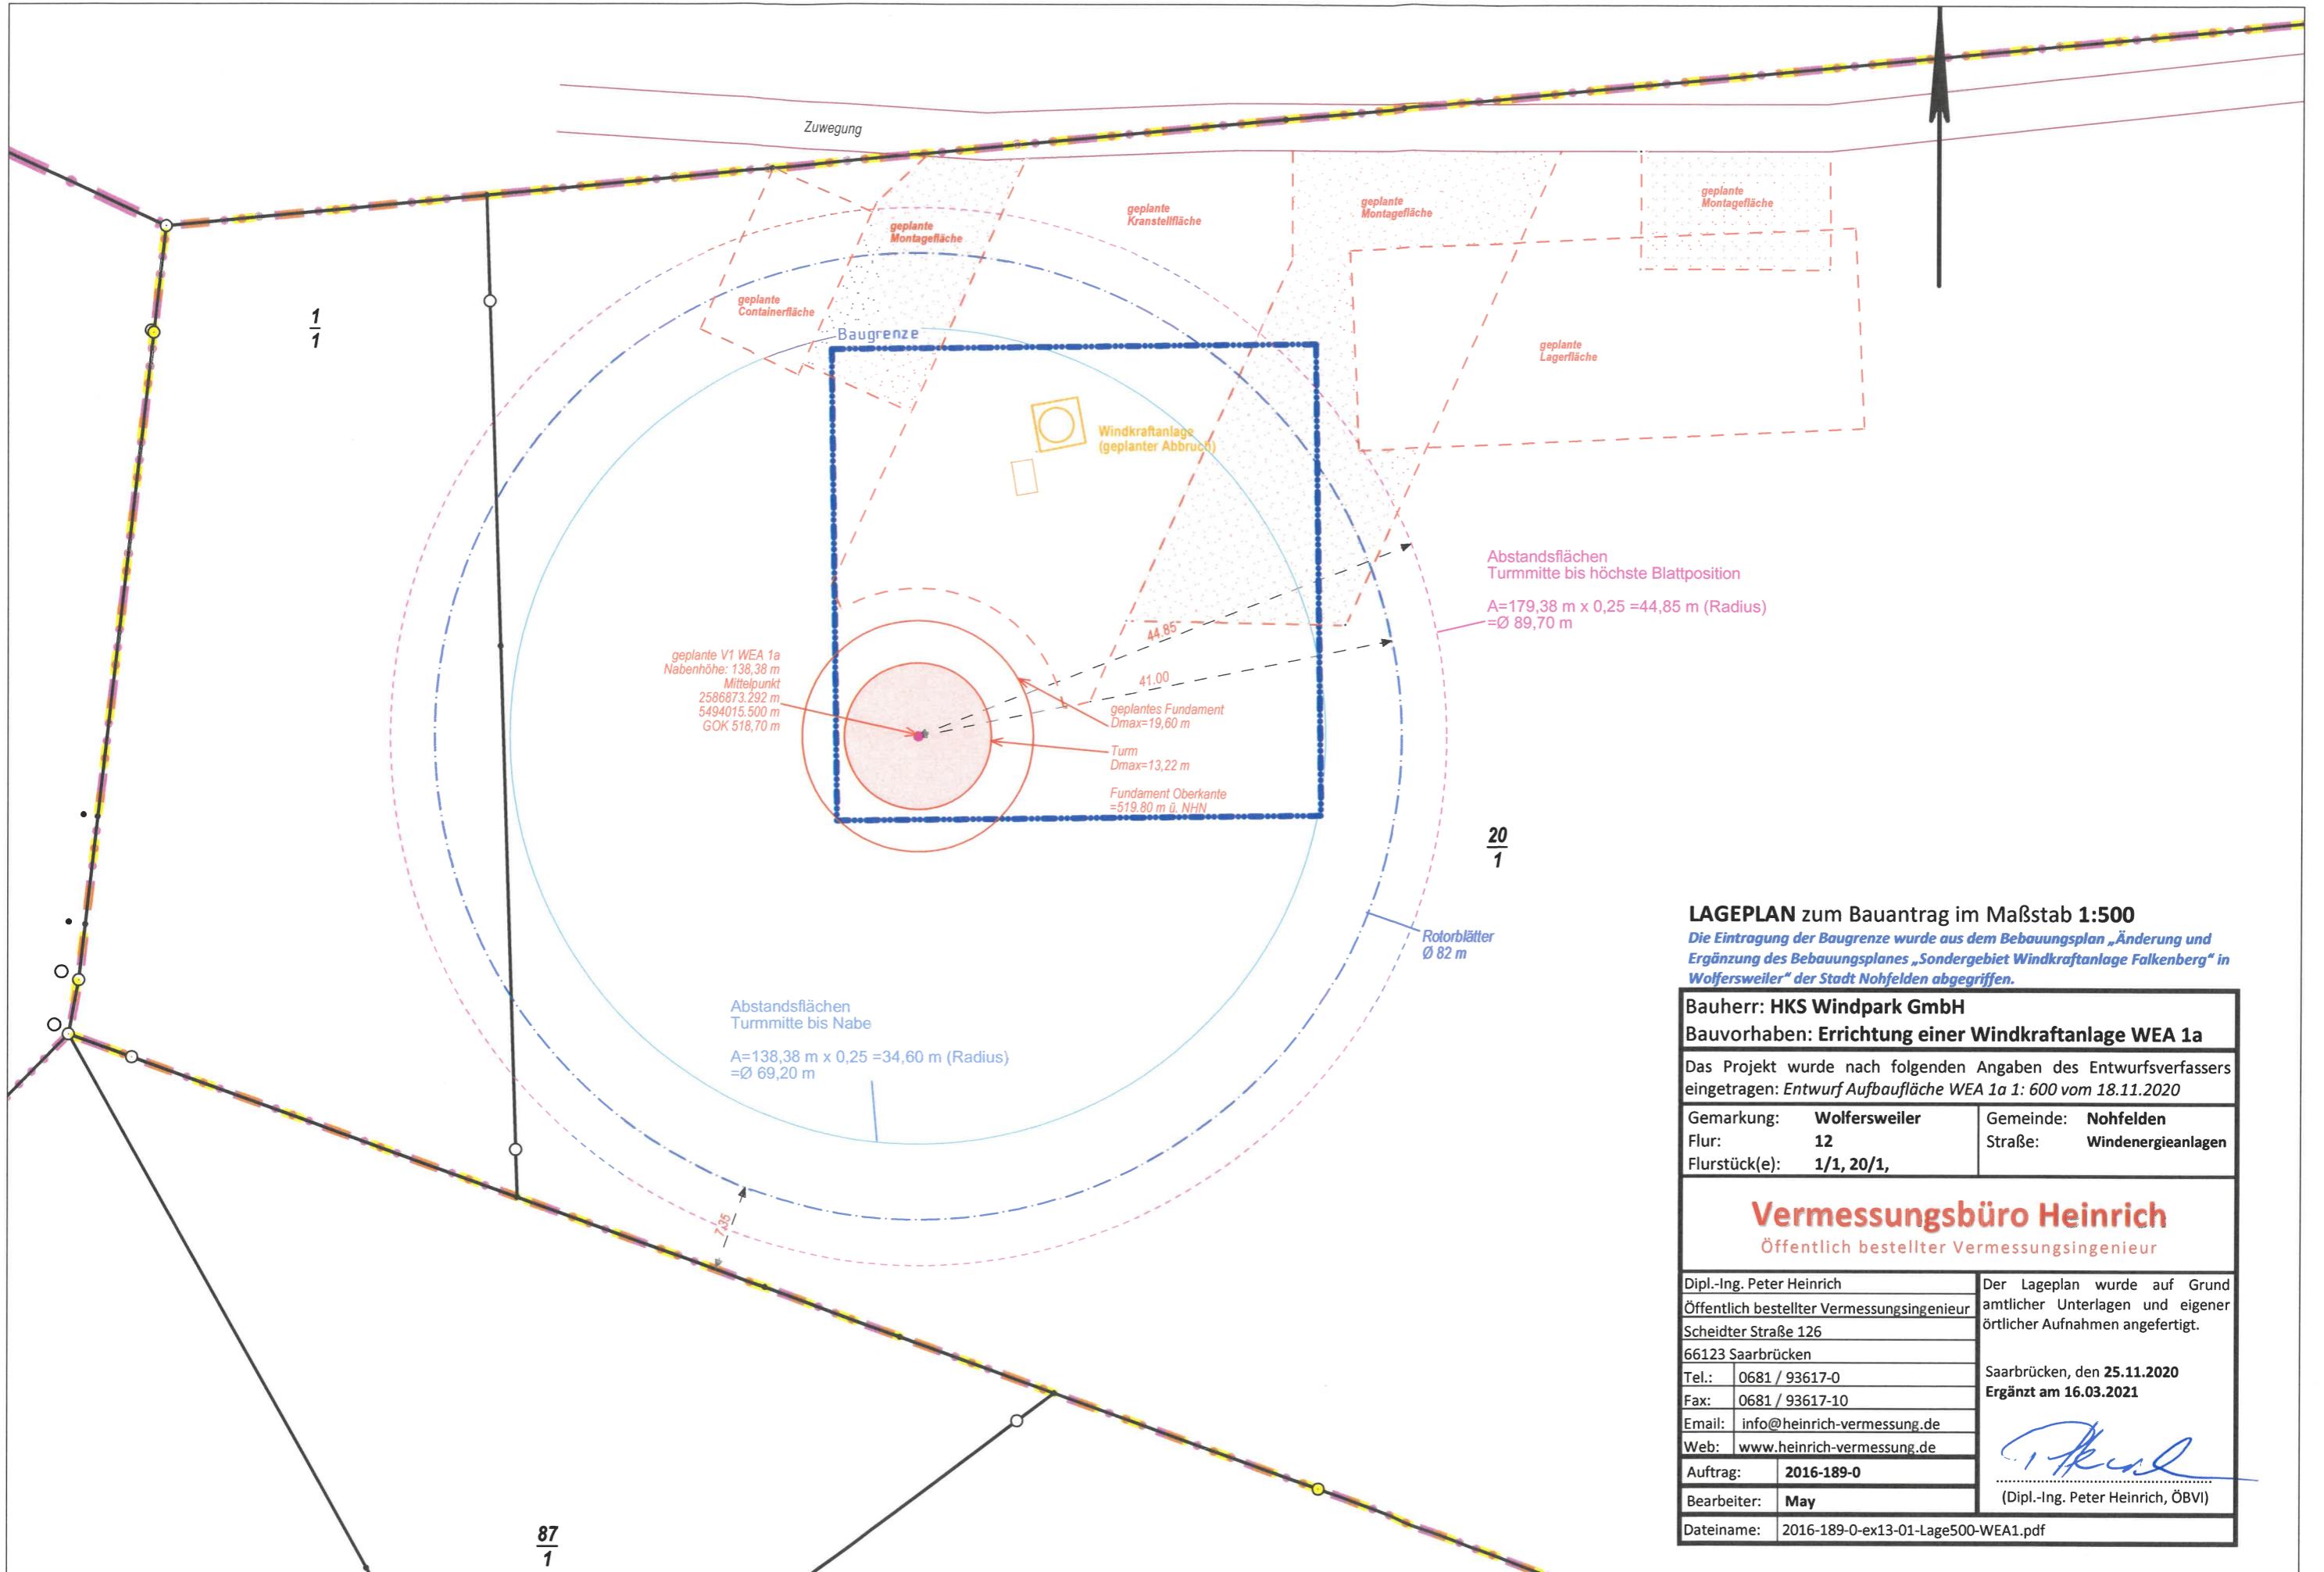 Zuwegung
geplante
Montagefläche
geplante
Kranstellfläche
geplante
Montagefläche
geplante
Montagefläche
geplante
Containerfläche
Baugrenze
geplante
Lagerfläche
1
1
Windkraftanlage
(geplanter Abbruch)
Abstandsflächen
Turmmitte bis höchste Blattposition
A=179,38 m x 0,25 =44,85 m (Radius)
=Ø 89,70 m
44.85
41.00
geplante V1 WEA 1a
Nabenhöhe: 138,38 m
Mittelpunkt
2586873.292 m
5494015.500 m
GOK 518,70 m
geplantes Fundament
Dmax=19,60 m
Turm
Dmax=13,22 m
Fundament Oberkante
=519.80 m ü. NHN
20
1
Rotorblätter
Ø 82 m
Abstandsflächen
Turmmitte bis Nabe
A=138,38 m x 0,25 =34,60 m (Radius)
=Ø 69,20 m
7.35
87
1
LAGEPLAN zum Bauantrag im Maßstab 1:500
Die Eintragung der Baugrenze wurde aus dem Bebauungsplan „Änderung und
Ergänzung des Bebauungsplanes „Sondergebiet Windkraftanlage Falkenberg" in
Wolfersweiler" der Stadt Nohfelden abgegriffen.
Bauherr: HKS Windpark GmbH
Bauvorhaben: Errichtung einer Windkraftanlage WEA 1a
Das Projekt wurde nach folgenden Angaben des Entwurfsverfassers
eingetragen: Entwurf Aufbaufläche WEA 1a 1: 600 vom 18.11.2020
Gemarkung: Wolfersweiler
Flur: 12
Flurstück(e): 1/1, 20/1,
Gemeinde: Nohfelden
Straße: Windenergieanlagen
Vermessungsbüro Heinrich
Öffentlich bestellter Vermessungsingenieur
Dipl.-Ing. Peter Heinrich
Öffentlich bestellter Vermessungsingenieur
Scheidter Straße 126
66123 Saarbrücken
Tel.: 0681 / 93617-0
Fax: 0681 / 93617-10
Email: info@heinrich-vermessung.de
Web: www.heinrich-vermessung.de
Auftrag: 2016-189-0
Bearbeiter: May
Der Lageplan wurde auf Grund
amtlicher Unterlagen und eigener
örtlicher Aufnahmen angefertigt.
Saarbrücken, den 25.11.2020
Ergänzt am 16.03.2021
(Dipl.-Ing. Peter Heinrich, ÖBVI)
Dateiname: 2016-189-0-ex13-01-Lage500-WEA1.pdf